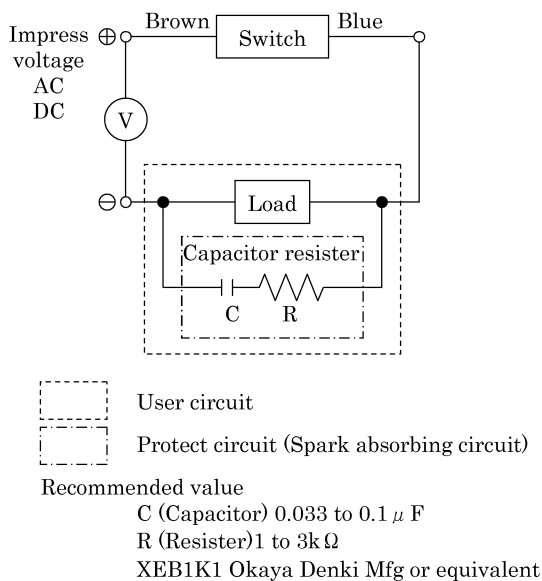 Brown
Switch
Blue
Impress
voltage
AC
DC
⊕
V
⊖
Load
Capacitor resister
C
R
User circuit
Protect circuit (Spark absorbing circuit)
Recommended value
C (Capacitor) 0.033 to 0.1 μ F
R (Resister)1 to 3kΩ
XEB1K1 Okaya Denki Mfg or equivalent